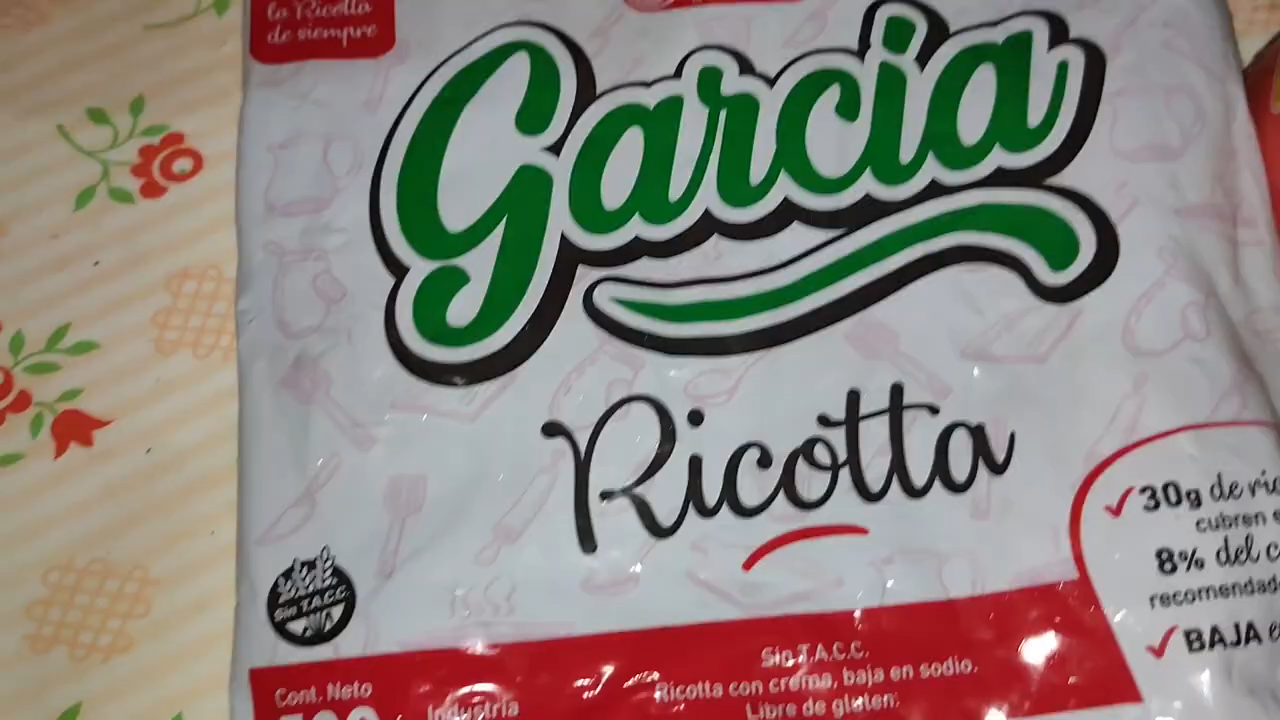 la Ricotta
de siempre
Garcia
Ricotta
30g de
cubren
8% del
BAJA
Sin T.A.C.C.
Sin T.A.C.C.
Ricotta con crema, baja en sodio.
Libre de gluten.
Cont. Neto
Industria